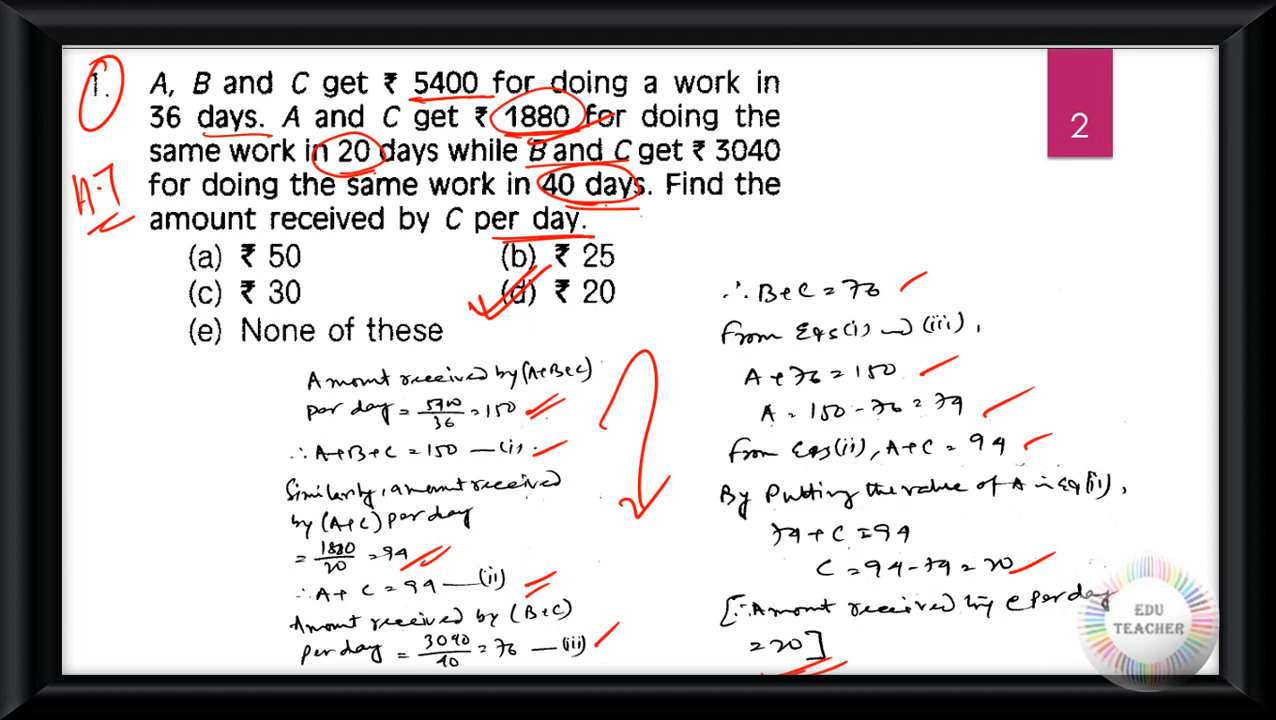 2
1. A, B and C get ₹ 5400 for doing a work in
36 days. A and C get ₹ 1880 for doing the
same work in 20 days while B and C get ₹ 3040
A.7
for doing the same work in 40 days. Find the
amount received by C per day.
(a) ₹ 50 (b) ₹ 25
(c) ₹ 30 (d) ₹ 20
(e) None of these
Amount received by (A+B+C)
per day = 5400/36 = 150
∴ A+B+C = 150 — (i)
Similarly, amount received
by (A+C) per day
= 1880/20 = 94
∴ A+ C = 94 — (ii)
Amount received by (B+C)
per day = 3040/40 = 76 — (iii)
∴ B+C = 76
From Eqs (i) and (iii),
A+76 = 150
A = 150 - 76 = 74
From Eqs (ii), A+C = 94
By Putting the value of A in Eq (ii),
74+C = 94
C = 94-74 = 20
[∴ Amount received by C per day
= 20]
EDU
TEACHER